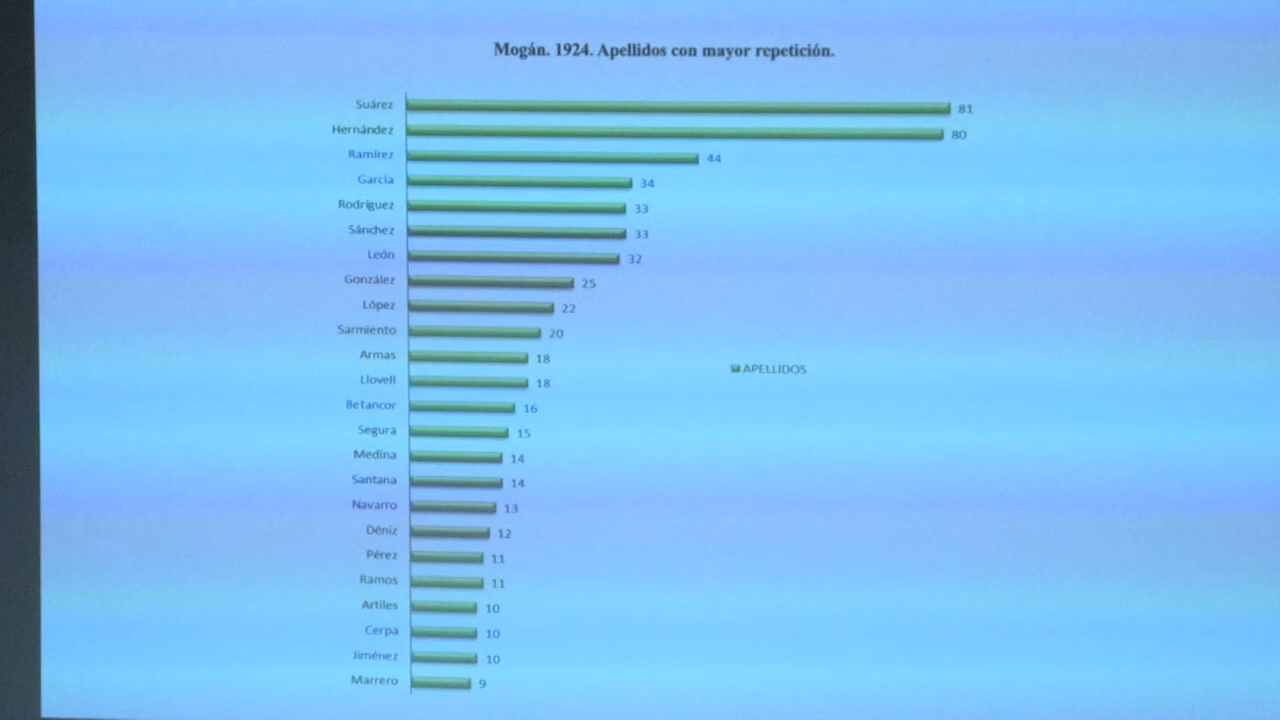 Mogán. 1924. Apellidos con mayor repetición.
Suárez 81
Hernández 80
Ramírez 44
García 34
Rodríguez 33
Sánchez 33
León 32
González 25
López 22
Sarmiento 20
Armas 18
APELLIDOS
Llovell 18
Betancor 16
Segura 15
Medina 14
Santana 14
Navarro 13
Déniz 12
Pérez 11
Ramos 11
Artiles 10
Cerpa 10
Jiménez 10
Marrero 9